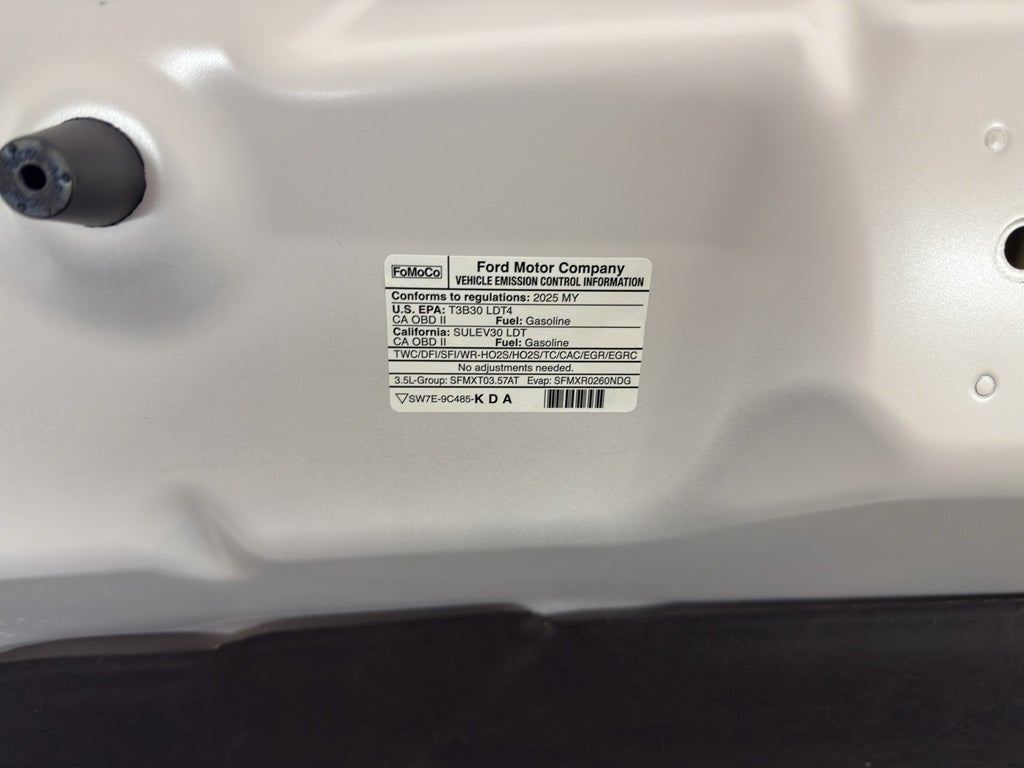 FoMoCo
Ford Motor Company
VEHICLE EMISSION CONTROL INFORMATION
Conforms to regulations: 2025 MY
U.S. EPA: T3B30 LDT4
CA OBD II Fuel: Gasoline
California: SULEV30 LDT
CA OBD II Fuel: Gasoline
TWC/DFI/SFI/WR-HO2S/HO2S/TC/CAC/EGR/EGRC
No adjustments needed.
3.5L-Group: SFMXT03.57AT Evap: SFMXR0260NDG
SW7E-9C485-K D A